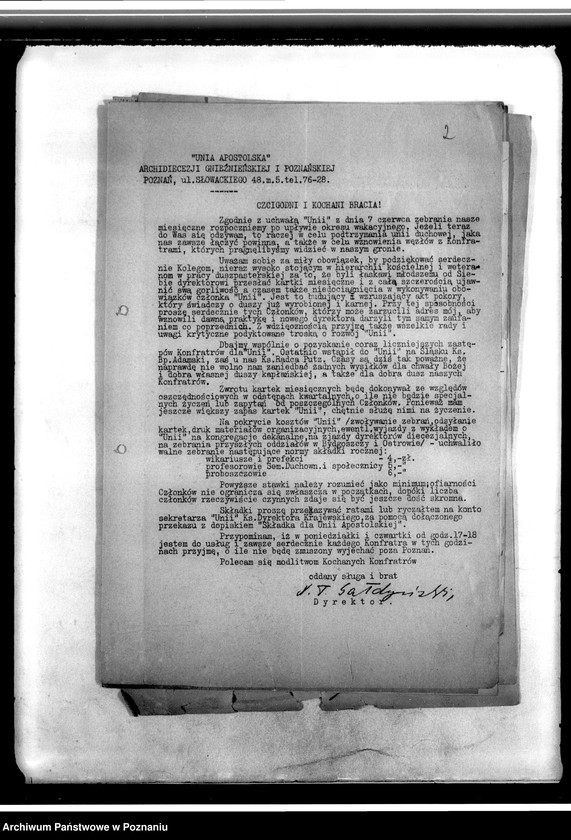 2
"UNIA APOSTOLSKA"
ARCHIDIECEZJI GNIEŹNIEŃSKIEJ I POZNAŃSKIEJ
POZNAŃ, ul.SŁOWACKIEGO 48.m.5.tel.76-28.
CZCIGODNI I KOCHANI BRACIA!
Zgodnie z uchwałą "Unii" z dnia 7 czerwca zebrania nasze
miesięczne rozpoczniemy po upływie okresu wakacyjnego. Jeżeli teraz
do Was się odzywam, to raczej w celu podtrzymania unii duchowej, jaka
nas zawsze łączyć powinna, a także w celu wznowienia węzłów z Konfra-
trami, których pragnęlibyśmy widzieć w naszym gronie.
Uważam sobie za miły obowiązek, by podziękować serdecz-
nie Kolegom, nieraz wysoko stojącym w hierarchii kościelnej i wetera-
nom w pracy duszpasterskiej za to, że byli łaskawi młodszemu od Sie-
bie dyrektorowi przesłać kartki miesięczne i z całą szczerością ujaw-
nić swą gorliwość a czasem także niedociągnięcia w wykonywaniu obo-
wiązków członka "Unii". Jest to budujący i wzruszający akt pokory,
który świadczy o duszy już wyrobionej i karnej. Przy tej sposobności
proszę serdecznie tych Członków, którzy może zarzucili adres mój, aby
wznowili dawną praktykę i nowego dyrektora darzyli tym samym zaufa-
niem co poprzednich. Z wdzięcznością przyjmę także wszelkie rady i
uwagi krytyczne podyktowane troską o rozwój "Unii".
Dbajmy wspólnie o pozyskanie coraz liczniejszych zastę-
pów Konfratrów dla"Unii". Ostatnio wstąpił do "Unii" na Śląsku Ks.
Bp.Adamski, zaś u nas Ks.Radca Putz. Czasy są dziś tak poważne, że
naprawdę nie wolno nam zaniedbać żadnych wysiłków dla chwały Bożej
i dobra własnej duszy kapłańskiej, a także dla dobra dusz naszych
Konfratrów.
Zwrotu kartek miesięcznych będę dokonywał ze względów
oszczędnościowych w odstępach kwartalnych,o ile nie będzie specjal-
nych życzeń lub zapytań od poszczególnych Członków. Ponieważ mam
jeszcze większy zapas kartek "Unii", chętnie służę nimi na życzenie.
Na pokrycie kosztów "Unii" /zwoływanie zebrań,odsyłanie
kartek,druk materiałów organizacyjnych,ewentl.wyjazdy z wykładem o
"Unii" na kongregacje dekanalne,na zjazdy dyrektorów diecezjalnych,
na zebrania przyszłych oddziałów w Bydgoszczy i Ostrowie/ - uchwaliło
walne zebranie następujące normy składki rocznej:
wikariusze i prefekci - 4,-zł.
profesorowie Sem.Duchown.i społecznicy 5,-"
proboszczowie 6,-"
Powyższe stawki należy rozumieć jako minimum;ofiarności
Członków nie ogranicza się zwłaszcza w początkach, dopóki liczba
członków rzeczywiście czynnych zdaje się być jeszcze dość skromna.
Składki proszę przekazywać ratami lub ryczałtem na konto
sekretarza "Unii" Ks.Dyrektora Krajewskiego,za pomocą dołączonego
przekazu z dopiskiem "Składka dla Unii Apostolskiej".
Przypominam, iż w poniedziałki i czwartki od godz.17-18
jestem do usług i zawsze serdecznie każdego Konfratra w tych godzi-
nach przyjmę, o ile nie będę zmuszony wyjechać poza Poznań.
Polecam się modlitwom Kochanych Konfratrów
oddany sługa i brat
Dyrektor.
Archiwum Państwowe w Poznaniu